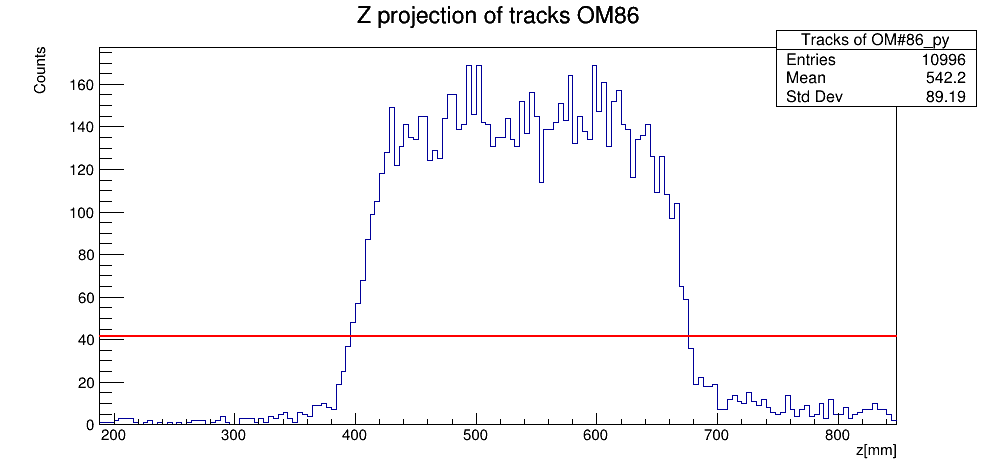 Z projection of tracks OM86
Counts
Tracks of OM#86_py
Entries 10996
Mean 542.2
Std Dev 89.19
160
140
120
100
80
60
40
20
0
200 300 400 500 600 700 800
z[mm]